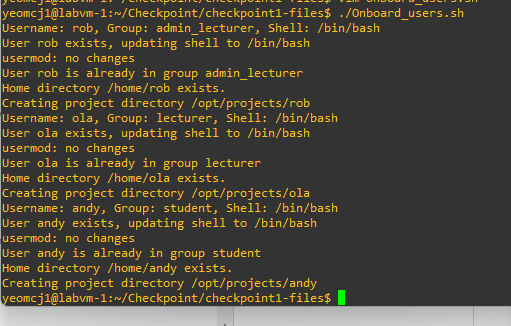 yeomcj1@labvm-1:~/Checkpoint/checkpoint1-files$
yeomcj1@labvm-1:~/Checkpoint/checkpoint1-files$ ./Onboard_users.sh
Username: rob, Group: admin_lecturer, Shell: /bin/bash
User rob exists, updating shell to /bin/bash
usermod: no changes
User rob is already in group admin_lecturer
Home directory /home/rob exists.
Creating project directory /opt/projects/rob
Username: ola, Group: lecturer, Shell: /bin/bash
User ola exists, updating shell to /bin/bash
usermod: no changes
User ola is already in group lecturer
Home directory /home/ola exists.
Creating project directory /opt/projects/ola
Username: andy, Group: student, Shell: /bin/bash
User andy exists, updating shell to /bin/bash
usermod: no changes
User andy is already in group student
Home directory /home/andy exists.
Creating project directory /opt/projects/andy
yeomcj1@labvm-1:~/Checkpoint/checkpoint1-files$